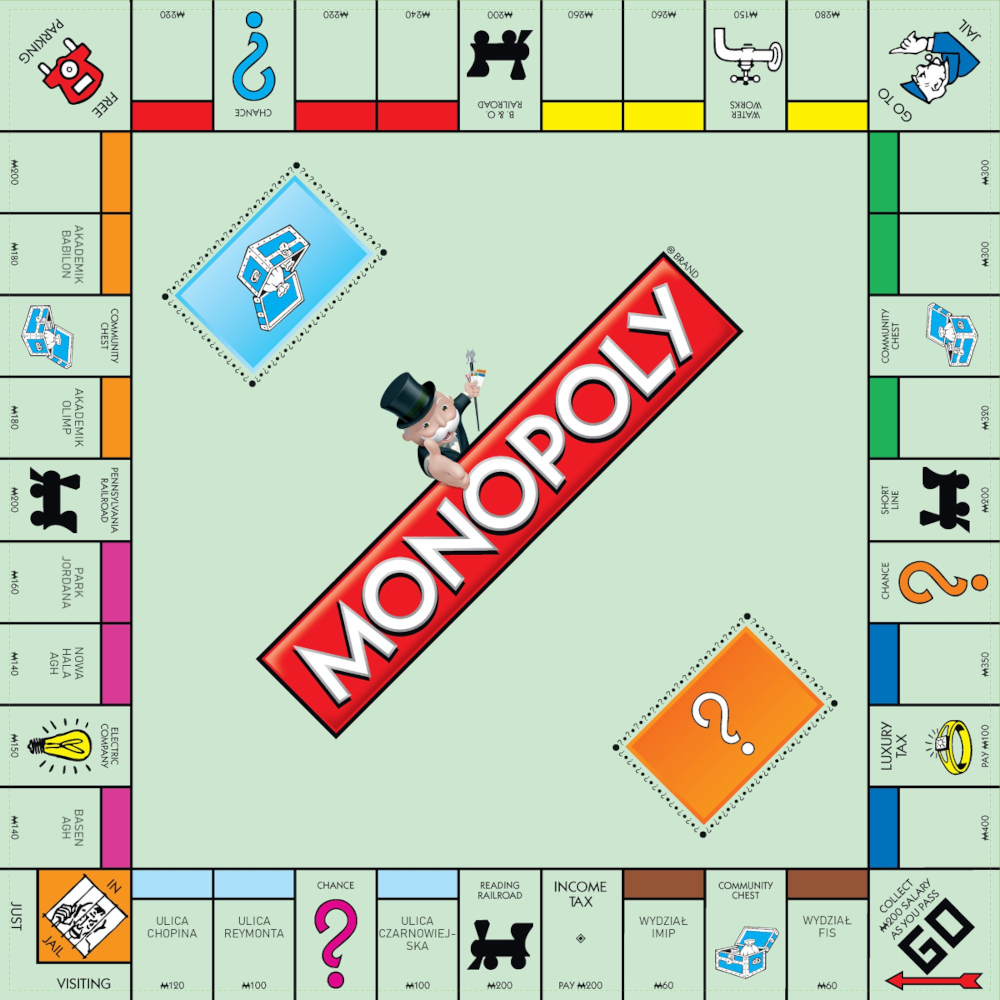 FREE
PARKING
₩220
CHANCE
₩220
₩240
B. & O.
RAILROAD
₩200
₩260
₩260
WATER
WORKS
₩150
₩280
GO TO
JAIL
₩200
AKADEMIK
BABILON
₩180
COMMUNITY
CHEST
AKADEMIK
OLIMP
₩180
PENNSYLVANIA
RAILROAD
₩200
PARK
JORDANA
₩160
NOWA
HALA
AGH
₩140
ELECTRIC
COMPANY
₩150
BASEN
AGH
₩140
MONOPOLY
® BRAND
?
₩300
₩300
COMMUNITY
CHEST
₩320
SHORT
LINE
₩200
CHANCE
₩350
LUXURY
TAX
PAY ₩100
₩400
JUST
VISITING
IN
JAIL
ULICA
CHOPINA
₩120
ULICA
REYMONTA
₩100
CHANCE
ULICA
CZARNOWIEJ-
SKA
₩100
READING
RAILROAD
₩200
INCOME
TAX
PAY ₩200
WYDZIAŁ
IMIP
₩60
COMMUNITY
CHEST
WYDZIAŁ
FIS
₩60
COLLECT
₩200 SALARY
AS YOU PASS
GO